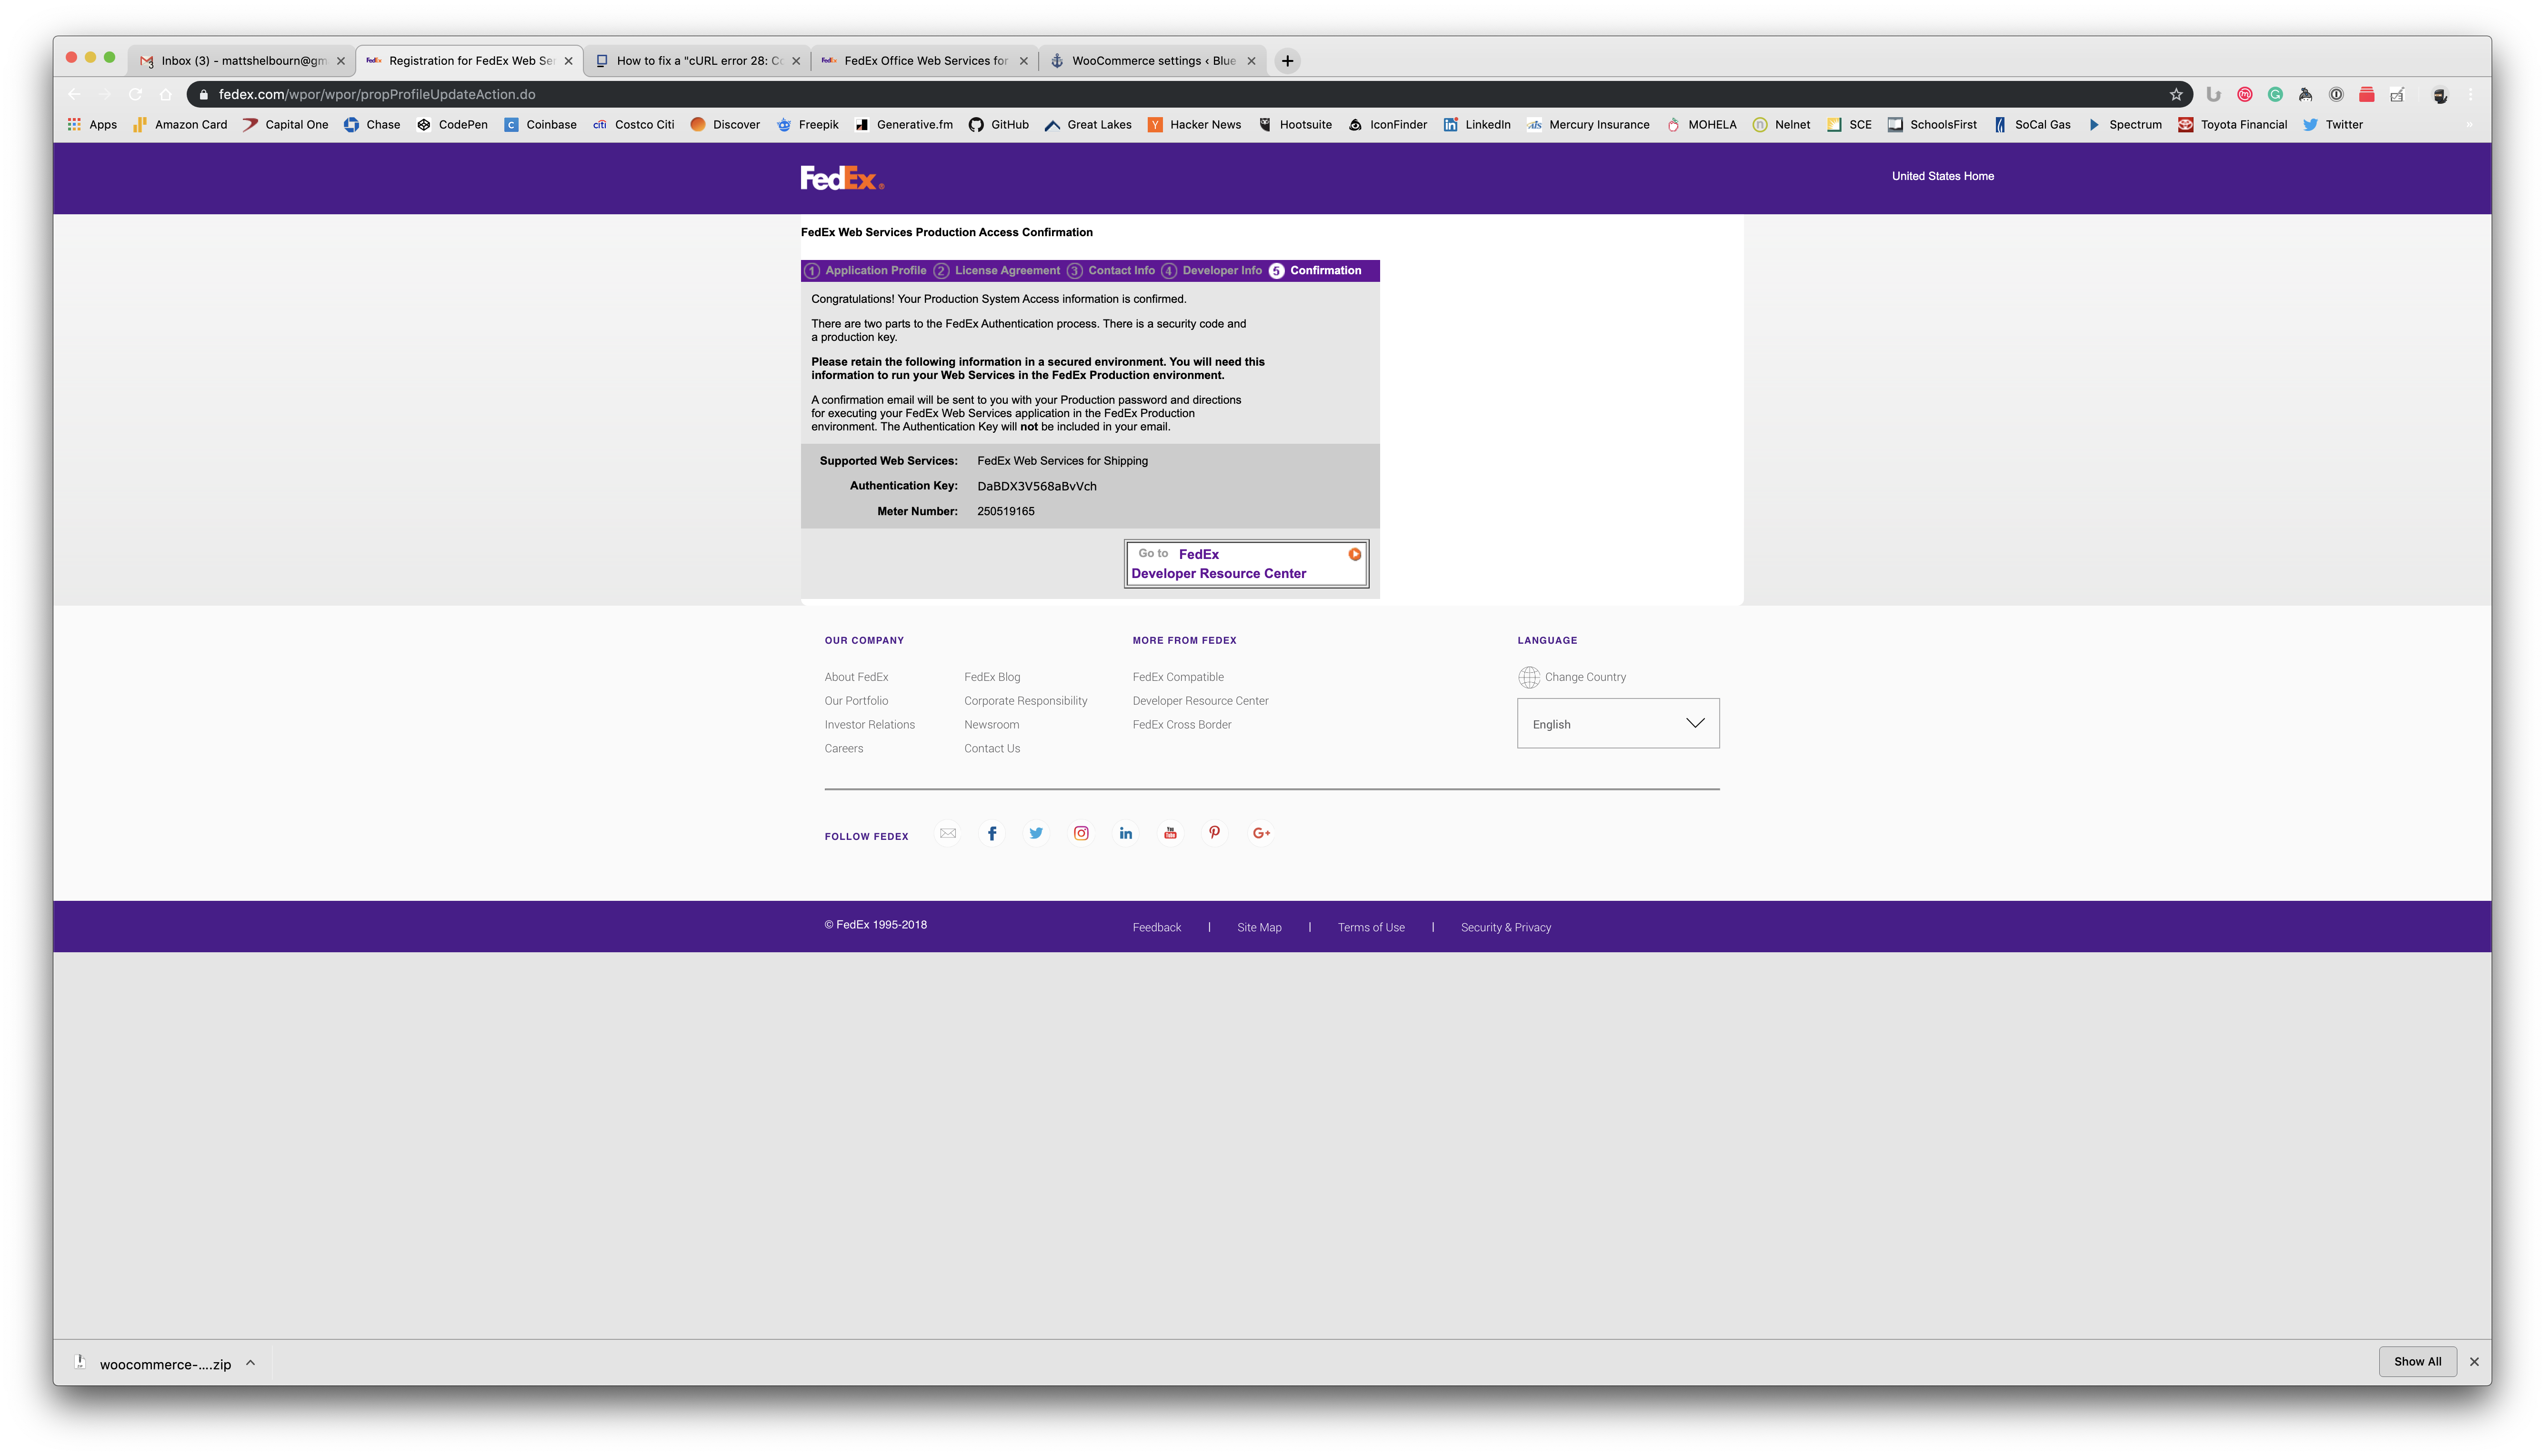 Inbox (3) - mattshelbourn@gm
Registration for FedEx Web Ser
How to fix a "cURL error 28: Co
FedEx Office Web Services for
WooCommerce settings ‹ Blue
fedex.com/wpor/wpor/propProfileUpdateAction.do
Apps
Amazon Card
Capital One
Chase
CodePen
Coinbase
citi Costco Citi
Discover
Freepik
Generative.fm
GitHub
Great Lakes
Hacker News
Hootsuite
IconFinder
LinkedIn
Mercury Insurance
MOHELA
Nelnet
SCE
SchoolsFirst
SoCal Gas
Spectrum
Toyota Financial
Twitter
FedEx®
United States Home
FedEx Web Services Production Access Confirmation
1 Application Profile 2 License Agreement 3 Contact Info 4 Developer Info 5 Confirmation
Congratulations! Your Production System Access information is confirmed.
There are two parts to the FedEx Authentication process. There is a security code and
a production key.
Please retain the following information in a secured environment. You will need this
information to run your Web Services in the FedEx Production environment.
A confirmation email will be sent to you with your Production password and directions
for executing your FedEx Web Services application in the FedEx Production
environment. The Authentication Key will not be included in your email.
Supported Web Services: FedEx Web Services for Shipping
Authentication Key: DaBDX3V568aBvVch
Meter Number: 250519165
Go to FedEx
Developer Resource Center
OUR COMPANY
About FedEx
Our Portfolio
Investor Relations
Careers
FedEx Blog
Corporate Responsibility
Newsroom
Contact Us
MORE FROM FEDEX
FedEx Compatible
Developer Resource Center
FedEx Cross Border
LANGUAGE
Change Country
English
FOLLOW FEDEX
© FedEx 1995-2018
Feedback | Site Map | Terms of Use | Security & Privacy
woocommerce-....zip
Show All